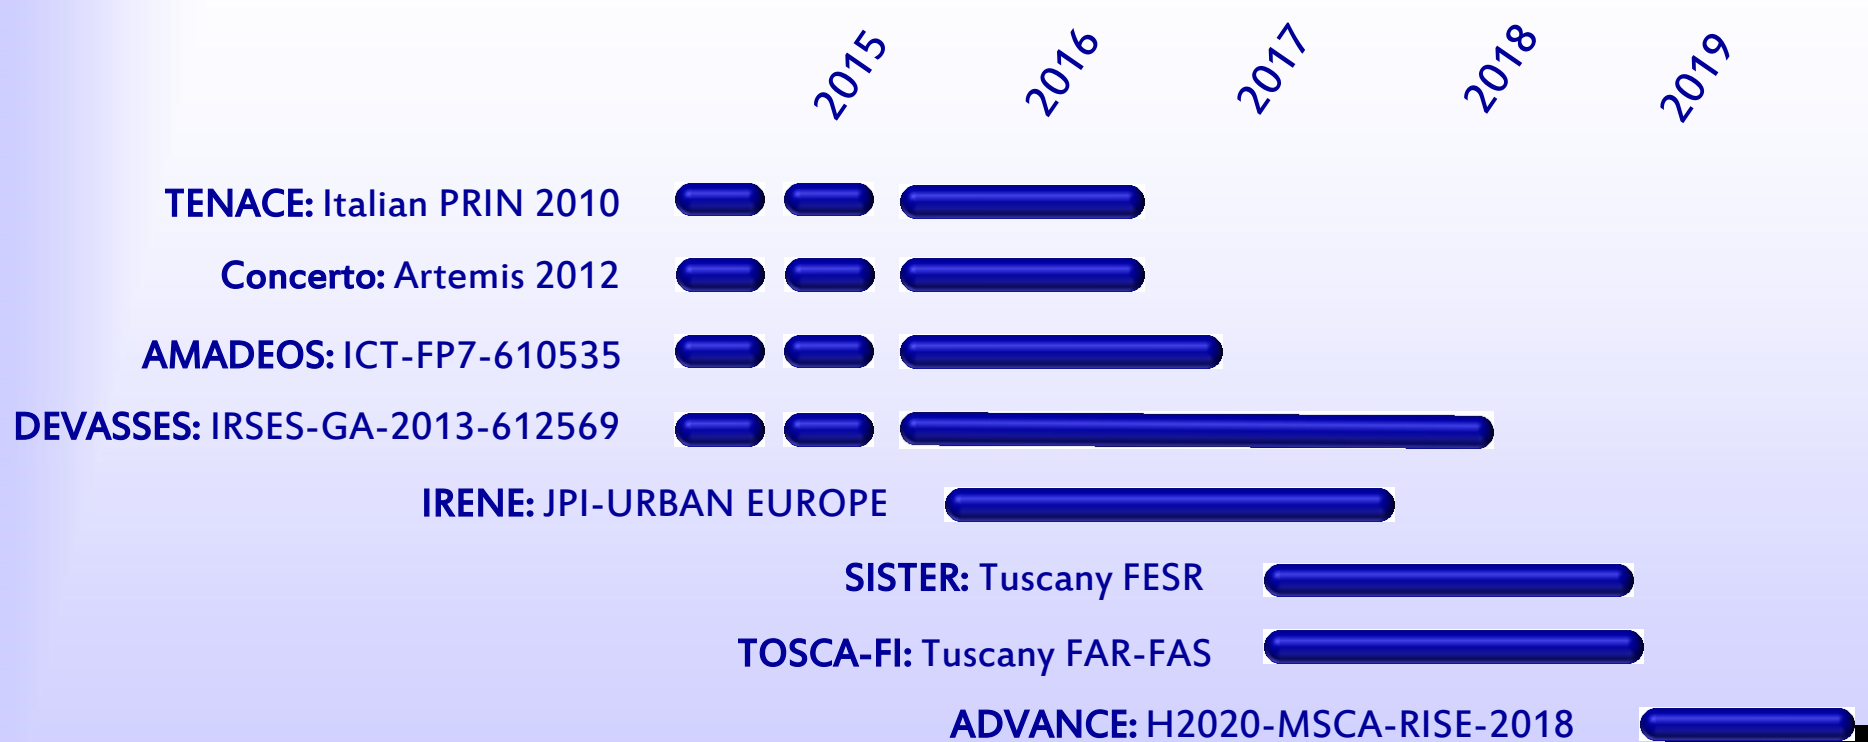 2015 2016 2017 2018 2019
TENACE: Italian PRIN 2010
Concerto: Artemis 2012
AMADEOS: ICT-FP7-610535
DEVASSES: IRSES-GA-2013-612569
IRENE: JPI-URBAN EUROPE
SISTER: Tuscany FESR
TOSCA-FI: Tuscany FAR-FAS
ADVANCE: H2020-MSCA-RISE-2018